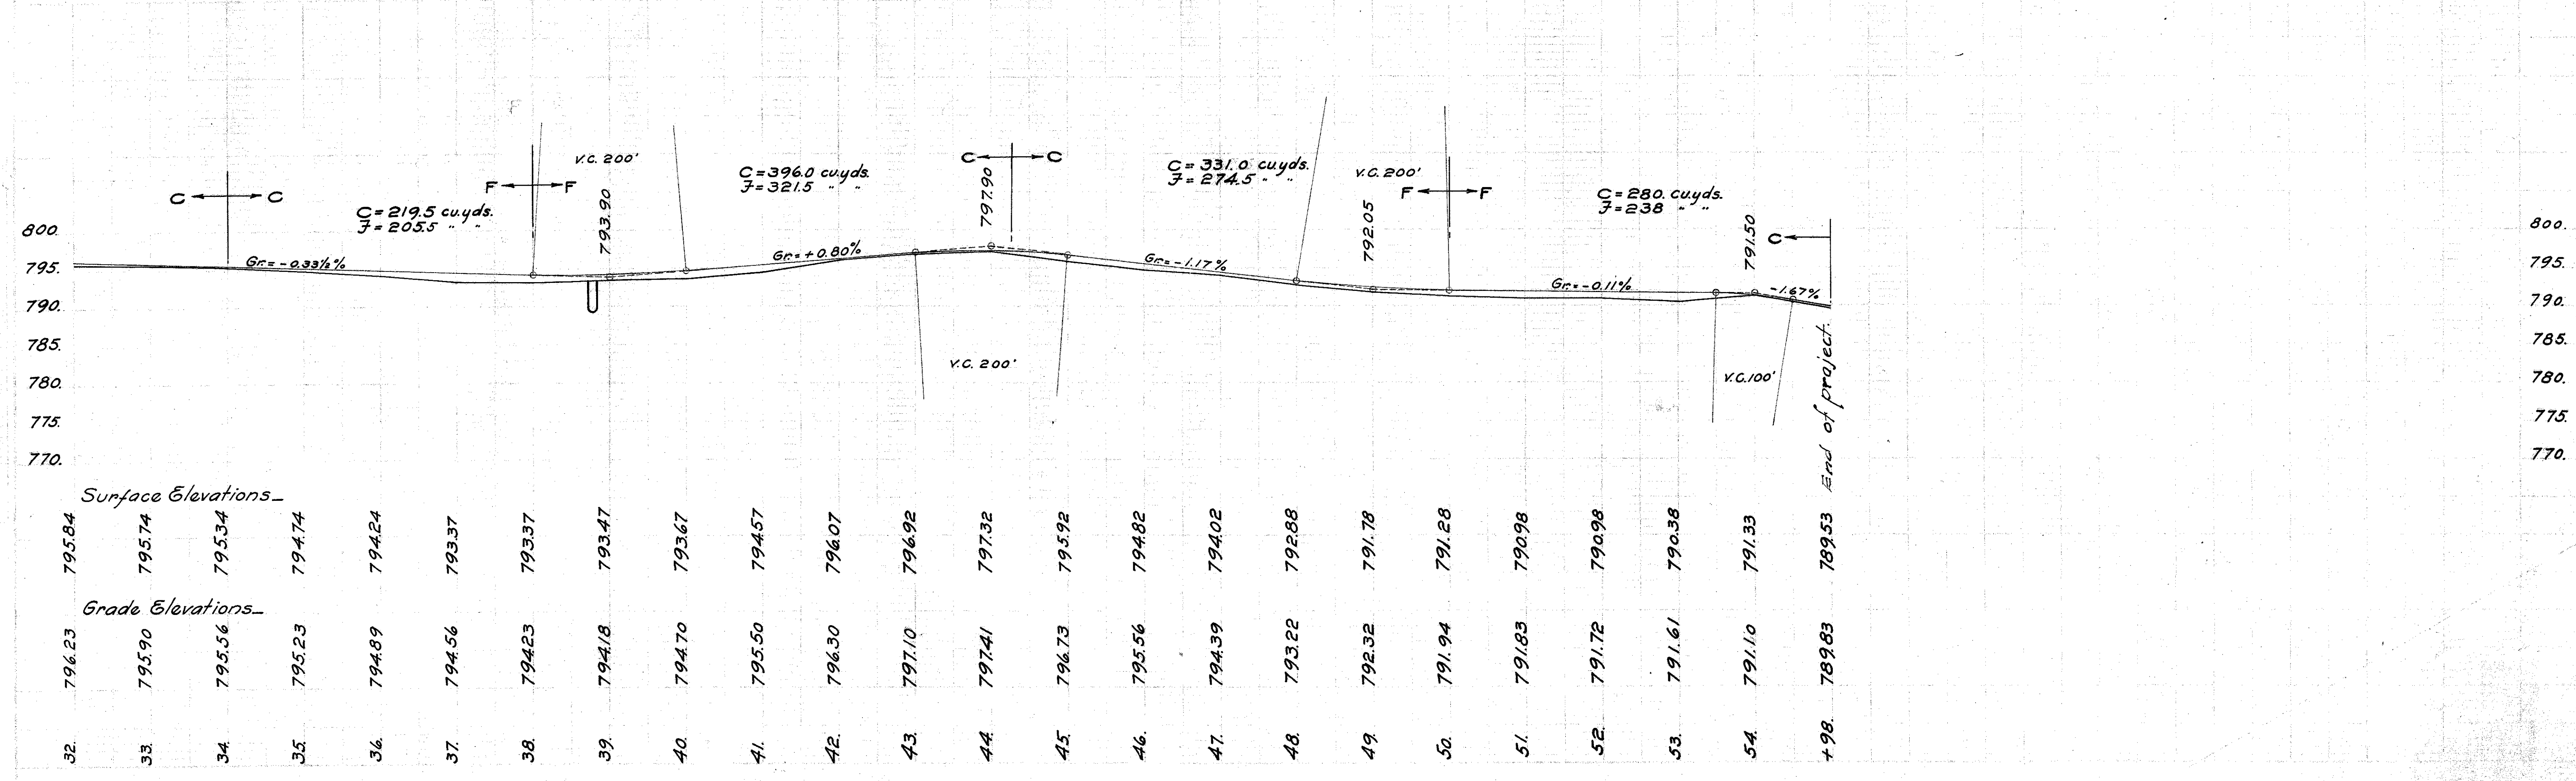 V.C. 200'
C = 396.0 cu.yds.
F = 321.5 " "
C C
797.90
C = 331.0 cu.yds.
F = 274.5 " "
V.C. 200'
C C
F F
793.90
F F
C = 280. cu.yds.
F = 238 " "
C = 219.5 cu.yds.
F = 205.5 " "
792.05
791.50
C
800. 800.
795. Gr. = -0.33½% Gr. = +0.80% Gr. = -1.17% Gr. = -0.11% -1.67% 795.
790. 790.
785. 785.
V.C. 200'
780. V.C. 100' 780.
775. 775.
770. 770.
End of project.
Surface Elevations_
795.84 795.74 795.34 794.74 794.24 793.37 793.37 793.47 793.67 794.57 796.07 796.92 797.32 795.92 794.82 794.02 792.88 791.78 791.28 790.98 790.98 790.38 791.33 789.53
Grade Elevations_
796.23 795.90 795.56 795.23 794.89 794.56 794.23 794.18 794.70 795.50 796.30 797.10 797.41 796.73 795.56 794.39 793.22 792.32 791.94 791.83 791.72 791.61 791.10 789.83
32. 33. 34. 35. 36. 37. 38. 39. 40. 41. 42. 43. 44. 45. 46. 47. 48. 49. 50. 51. 52. 53. 54. +98.